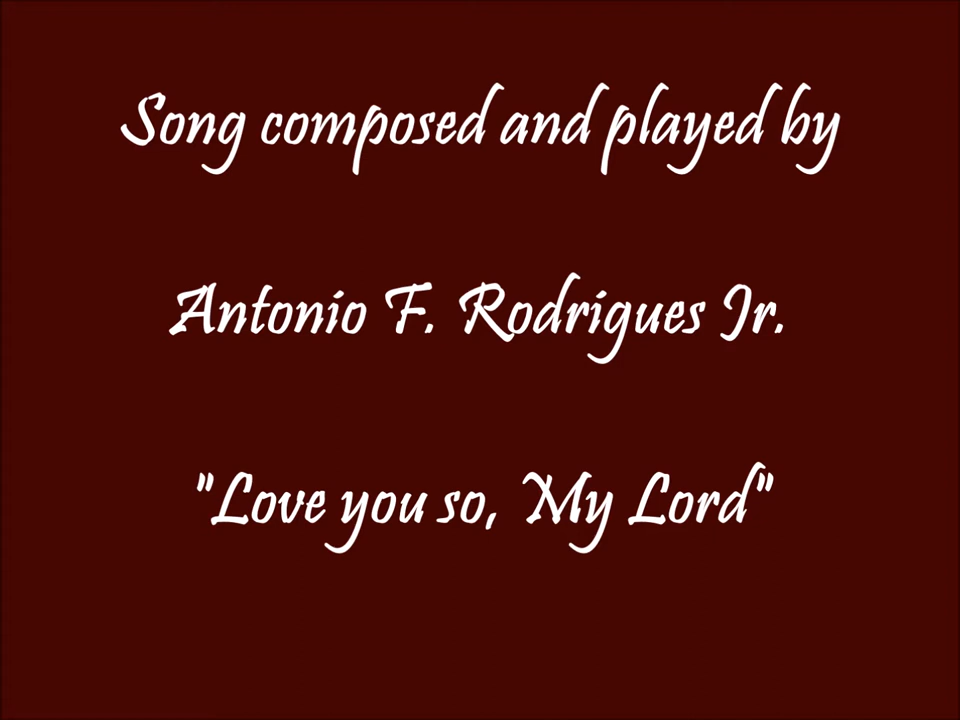 Song composed and played by
Antonio F. Rodrigues Jr.
"Love you so, My Lord"